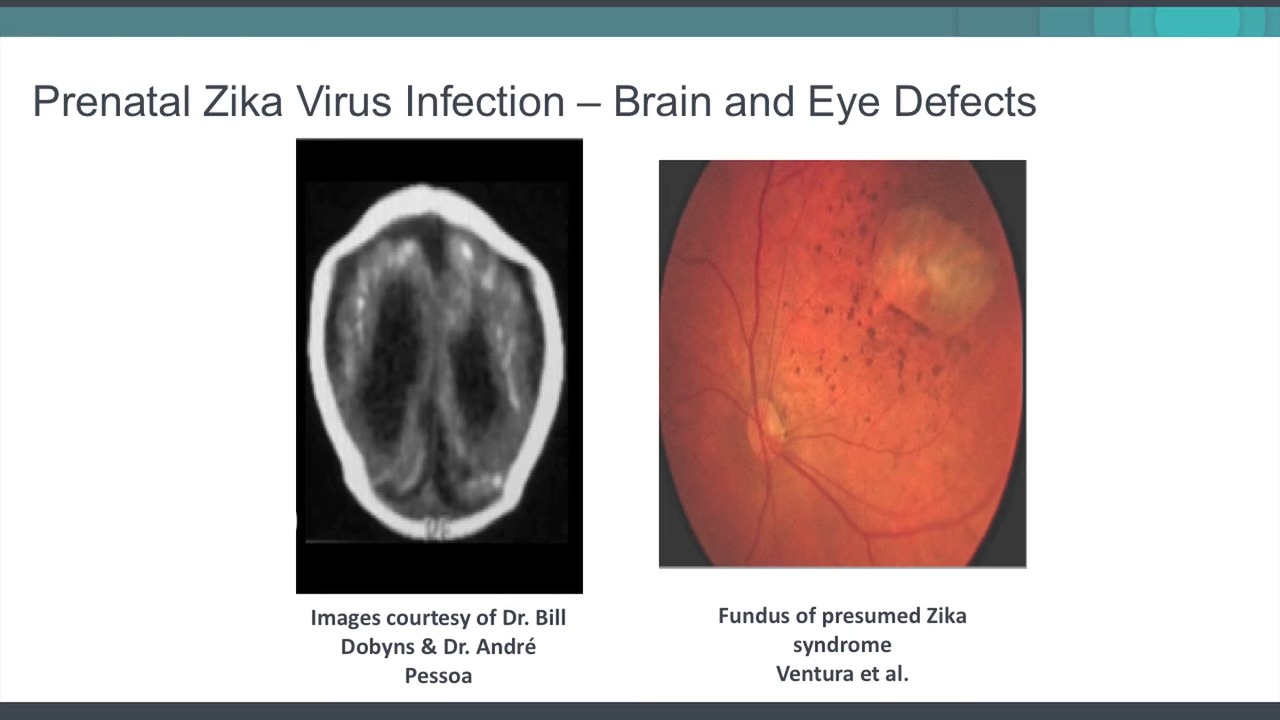 Prenatal Zika Virus Infection – Brain and Eye Defects
Images courtesy of Dr. Bill
Dobyns & Dr. André
Pessoa
Fundus of presumed Zika
syndrome
Ventura et al.